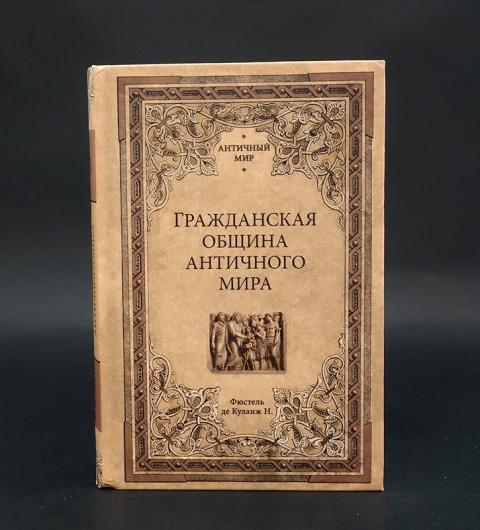 АНТИЧНЫЙ
МИР
ГРАЖДАНСКАЯ
ОБЩИНА
АНТИЧНОГО
МИРА
Фюстель
де Куланж Н.